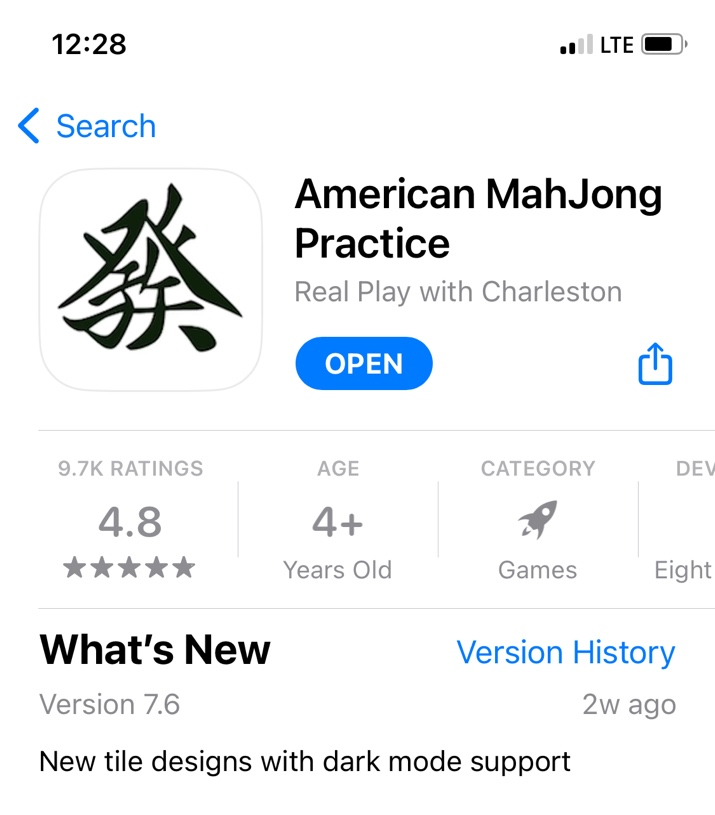 12:28
LTE
Search
發
American MahJong
Practice
Real Play with Charleston
OPEN
9.7K RATINGS
AGE
CATEGORY
DEV
4.8
4+
★★★★★
Years Old
Games
Eight
What's New
Version History
Version 7.6
2w ago
New tile designs with dark mode support